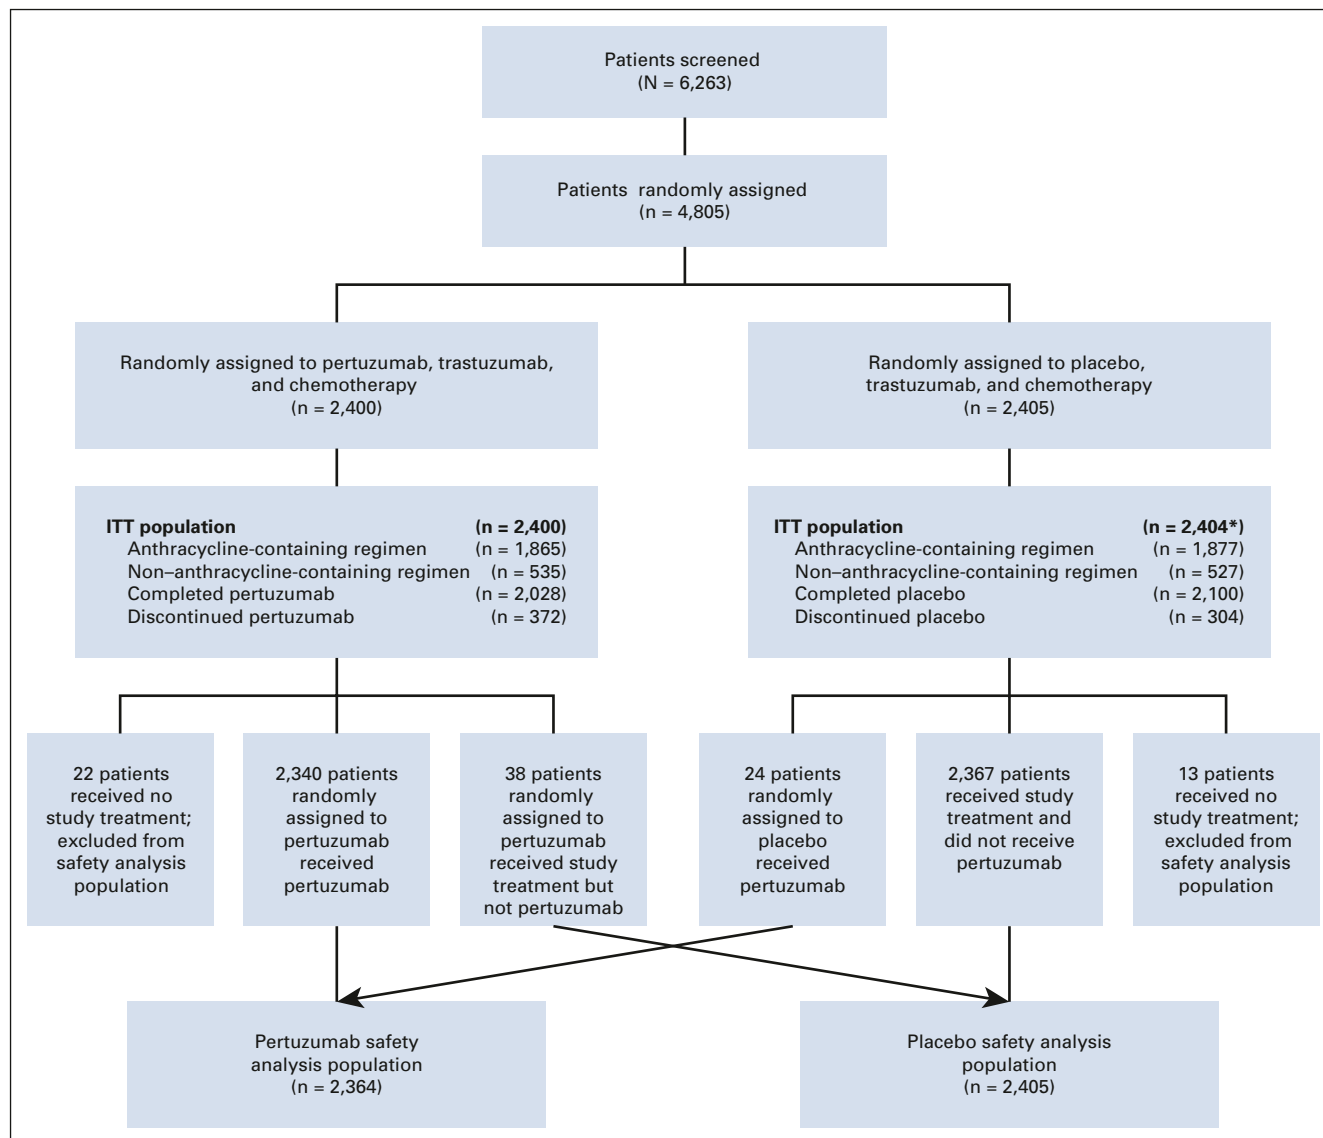 Patients screened
(N = 6,263)
Patients randomly assigned
(n = 4,805)
Randomly assigned to pertuzumab, trastuzumab,
and chemotherapy
(n = 2,400)
Randomly assigned to placebo,
trastuzumab, and chemotherapy
(n = 2,405)
ITT population (n = 2,400)
Anthracycline-containing regimen (n = 1,865)
Non–anthracycline-containing regimen (n = 535)
Completed pertuzumab (n = 2,028)
Discontinued pertuzumab (n = 372)
ITT population (n = 2,404*)
Anthracycline-containing regimen (n = 1,877)
Non–anthracycline-containing regimen (n = 527)
Completed placebo (n = 2,100)
Discontinued placebo (n = 304)
22 patients
received no
study treatment;
excluded from
safety analysis
population
2,340 patients
randomly
assigned to
pertuzumab
received
pertuzumab
38 patients
randomly
assigned to
pertuzumab
received study
treatment but
not pertuzumab
24 patients
randomly
assigned to
placebo
received
pertuzumab
2,367 patients
received study
treatment and
did not receive
pertuzumab
13 patients
received no
study treatment;
excluded from
safety analysis
population
Pertuzumab safety
analysis population
(n = 2,364)
Placebo safety analysis
population
(n = 2,405)